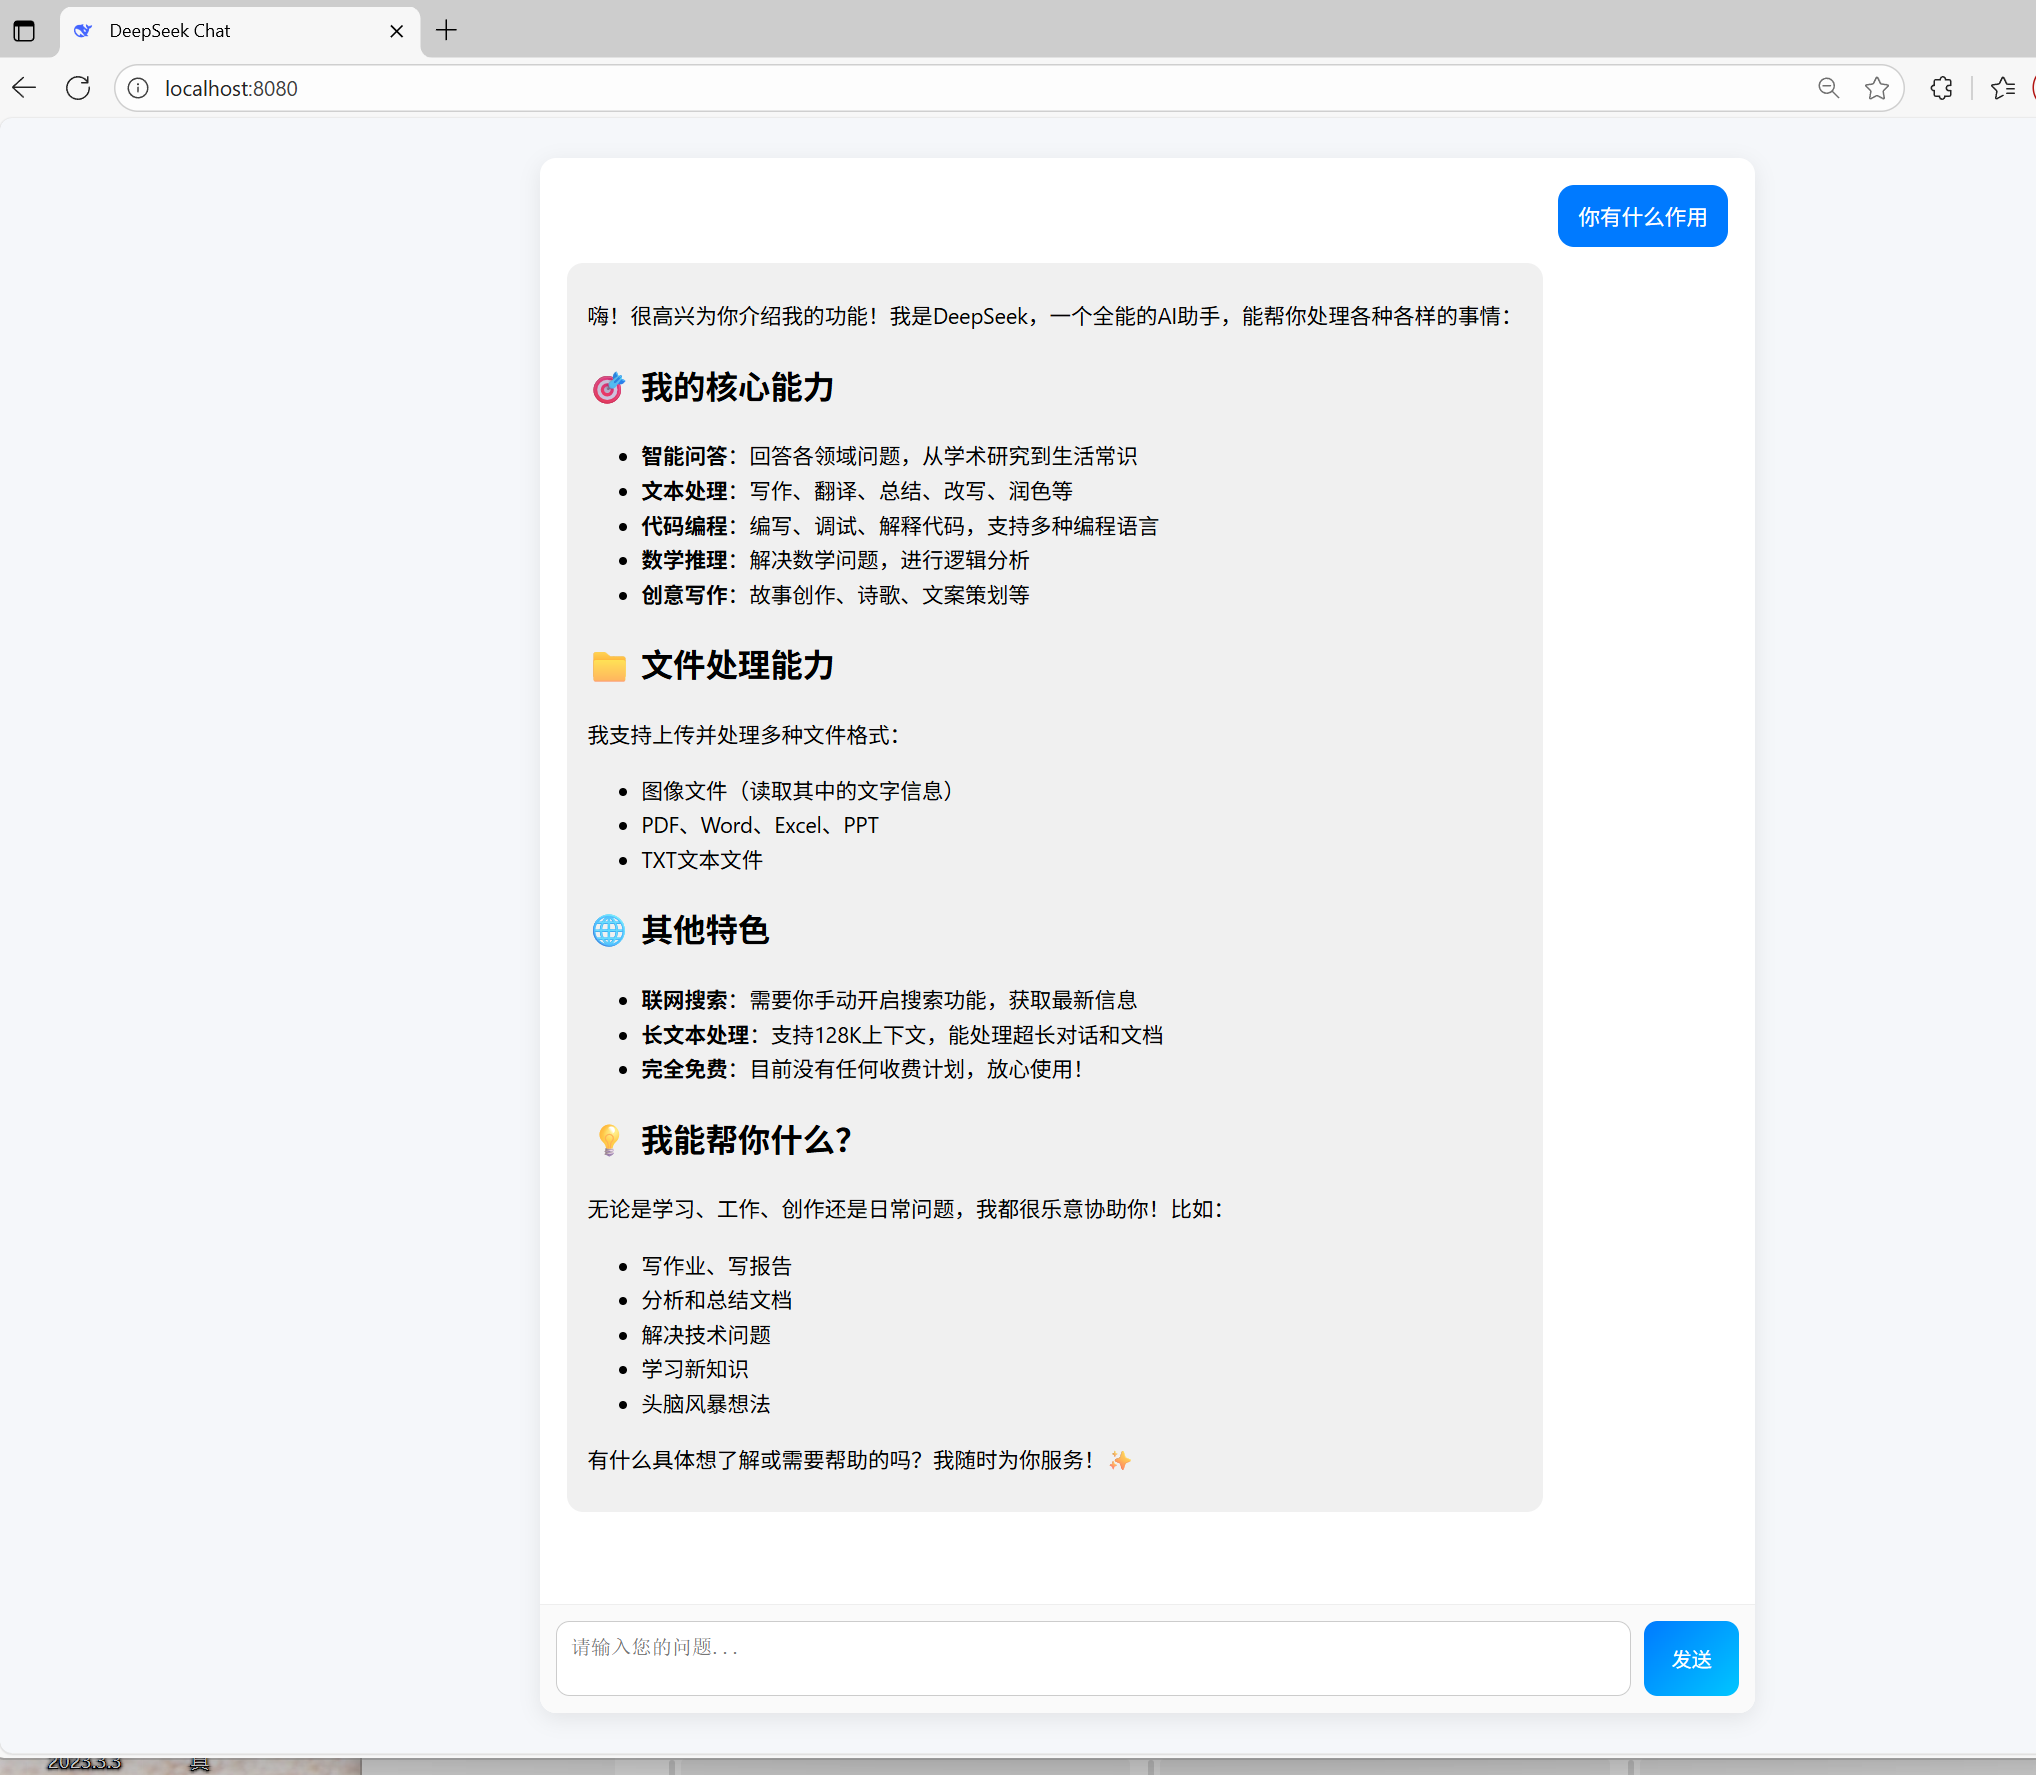 DeepSeek Chat
localhost:8080
你有什么作用
嗨！很高兴为你介绍我的功能！我是DeepSeek，一个全能的AI助手，能帮你处理各种各样的事情：
🎯 我的核心能力
• 智能问答：回答各领域问题，从学术研究到生活常识
• 文本处理：写作、翻译、总结、改写、润色等
• 代码编程：编写、调试、解释代码，支持多种编程语言
• 数学推理：解决数学问题，进行逻辑分析
• 创意写作：故事创作、诗歌、文案策划等
📁 文件处理能力
我支持上传并处理多种文件格式：
• 图像文件（读取其中的文字信息）
• PDF、Word、Excel、PPT
• TXT文本文件
🌐 其他特色
• 联网搜索：需要你手动开启搜索功能，获取最新信息
• 长文本处理：支持128K上下文，能处理超长对话和文档
• 完全免费：目前没有任何收费计划，放心使用！
💡 我能帮你什么？
无论是学习、工作、创作还是日常问题，我都很乐意协助你！比如：
• 写作业、写报告
• 分析和总结文档
• 解决技术问题
• 学习新知识
• 头脑风暴想法
有什么具体想了解或需要帮助的吗？我随时为你服务！✨
请输入您的问题...
发送
2023.3.3